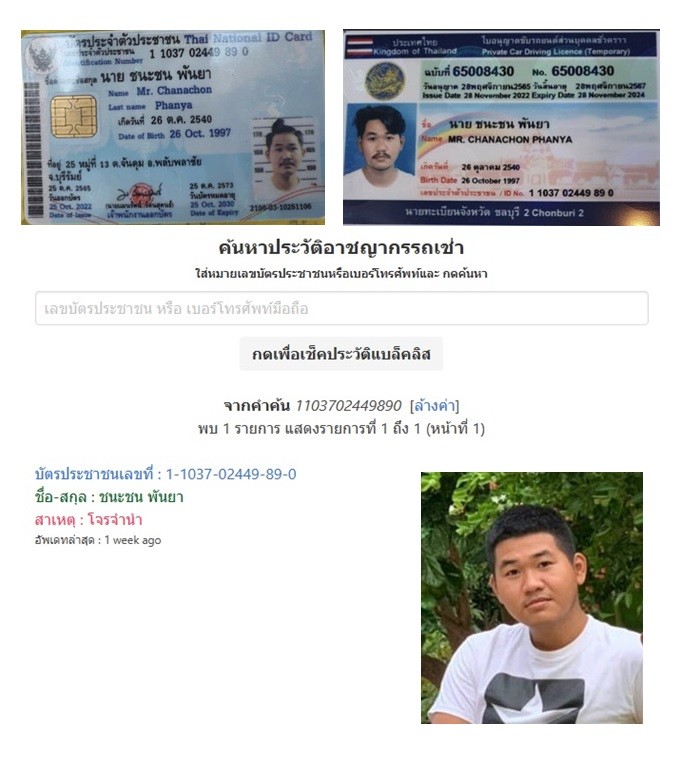 บัตรประจำตัวประชาชน Thai National ID Card
เลขประจำตัวประชาชน 1 1037 02449 89 0
Identification Number
ชื่อตัวและชื่อสกุล นาย ชนะชน พันยา
Name Mr. Chanachon
Last name Phanya
เกิดวันที่ 26 ต.ค. 2540
Date of Birth 26 Oct. 1997
ที่อยู่ 25 หมู่ที่ 13 ต.จันดุม อ.พลับพลาชัย
จ.บุรีรัมย์
25 ต.ค. 2565
วันออกบัตร
25 Oct. 2022
Date of Issue
เจ้าพนักงานออกบัตร
25 ต.ค. 2573
วันบัตรหมดอายุ
25 Oct. 2030
Date of Expiry
2106-03-10251106
ประเทศไทย ใบอนุญาตขับรถยนต์ส่วนบุคคลชั่วคราว
Kingdom of Thailand Private Car Driving Licence (Temporary)
ฉบับที่ 65008430 No. 65008430
วันอนุญาต 28พฤศจิกายน2565 วันสิ้นอายุ 28พฤศจิกายน2567
Issue Date 28 November 2022 Expiry Date 28 November 2024
ชื่อ นาย ชนะชน พันยา
Name MR. CHANACHON PHANYA
เกิดวันที่ 26 ตุลาคม 2540
Birth Date 26 October 1997
เลขประจำตัวประชาชน / ID No. 1 1037 02449 89 0
นายทะเบียนจังหวัด ชลบุรี 2 Chonburi 2
ค้นหาประวัติอาชญากรรถเช่า
ใส่หมายเลขบัตรประชาชนหรือเบอร์โทรศัพท์และ กดค้นหา
เลขบัตรประชาชน หรือ เบอร์โทรศัพท์มือถือ
กดเพื่อเช็คประวัติแบล็คลิส
จากคำค้น 1103702449890 [ล้างค่า]
พบ 1 รายการ แสดงรายการที่ 1 ถึง 1 (หน้าที่ 1)
บัตรประชาชนเลขที่ : 1-1037-02449-89-0
ชื่อ-สกุล : ชนะชน พันยา
สาเหตุ : โจรจำนำ
อัพเดทล่าสุด : 1 week ago